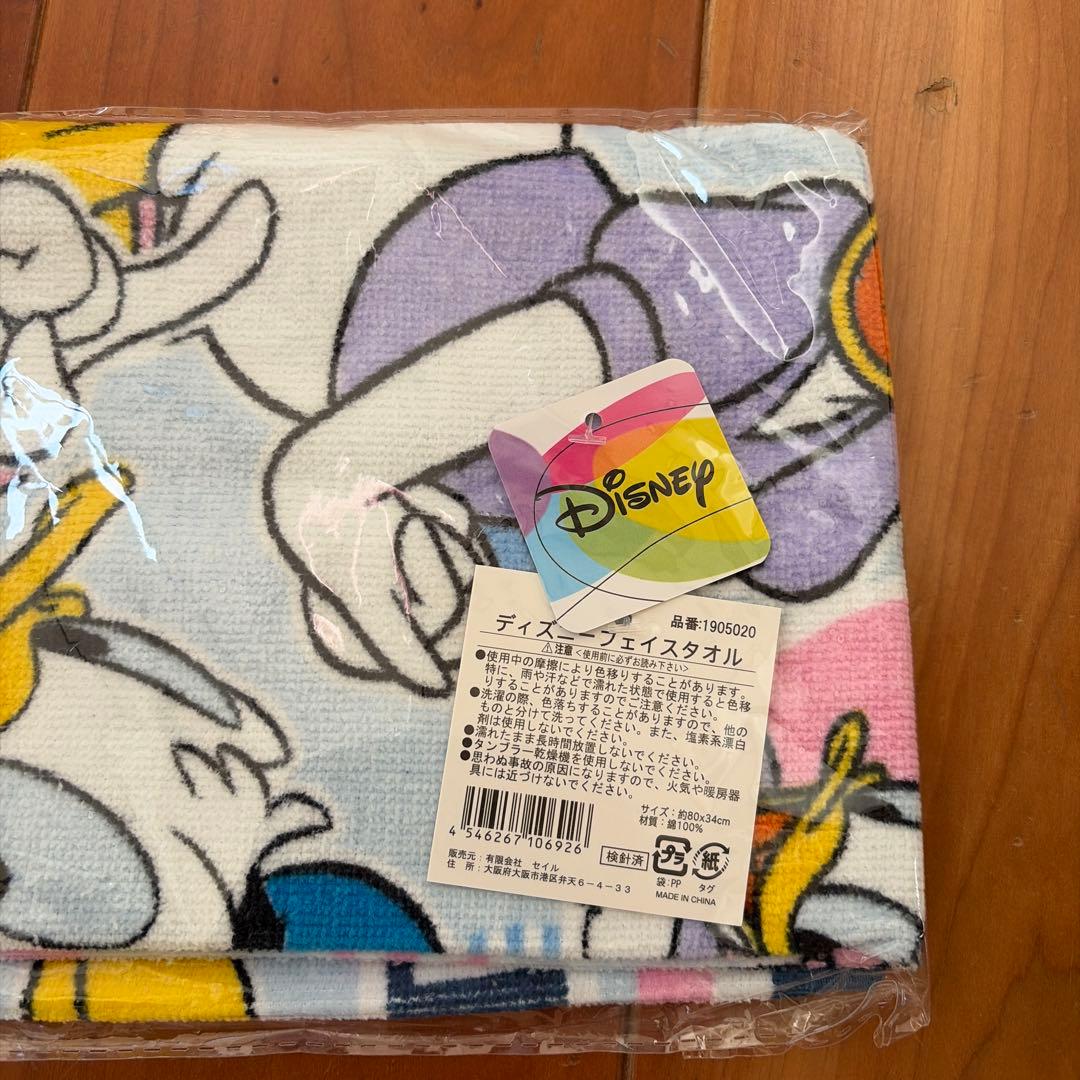 DISNEY
品番:1905020
ディズニーフェイスタオル
⚠注意<使用前に必ずお読み下さい>
●使用中の摩擦により色移りすることがあります。
特に、雨や汗などで濡れた状態で使用すると色移
りすることがありますのでご注意ください。
●洗濯の際、色落ちすることがありますので、他の
ものと分けて洗ってください。また、塩素系漂白
剤は使用しないでください。
●濡れたまま長時間放置しないでください。
●タンブラー乾燥機を使用しないでください。
●思わぬ事故の原因になりますので、火気や暖房器
具には近づけないでください。
サイズ:約80x34cm
材質:綿100%
4 546267 106926
検針済
プラ
紙
袋:PP
タグ
販売元:有限会社 セイル
住 所:大阪府大阪市港区弁天6-4-33
MADE IN CHINA